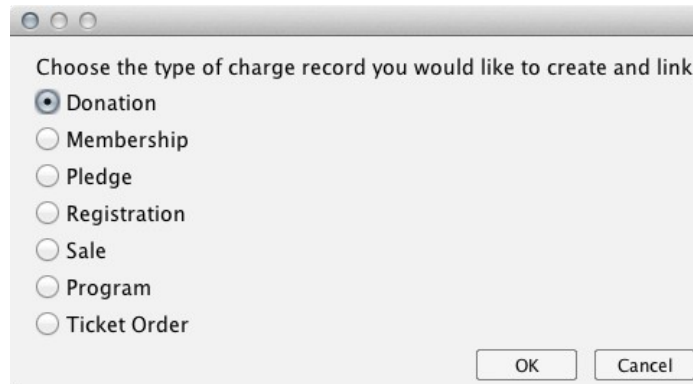 Choose the type of charge record you would like to create and link
Donation
Membership
Pledge
Registration
Sale
Program
Ticket Order
OK Cancel